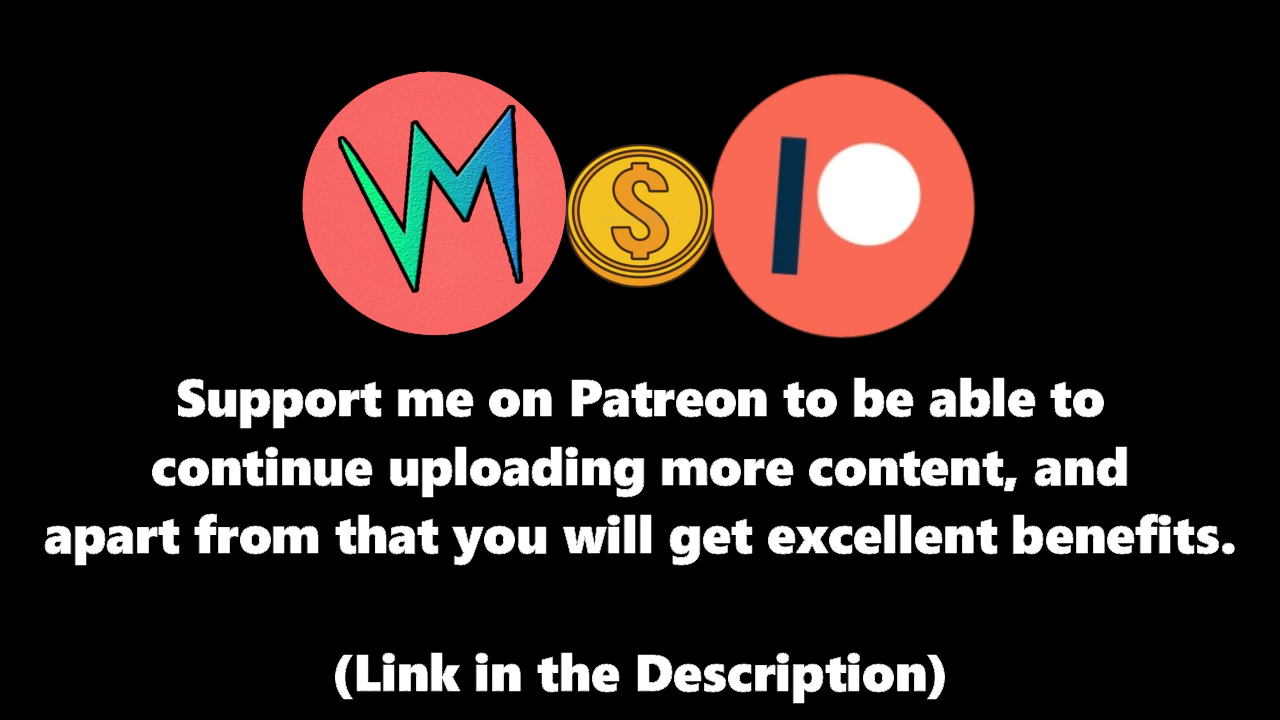 VM
$
Support me on Patreon to be able to
continue uploading more content, and
apart from that you will get excellent benefits.
(Link in the Description)